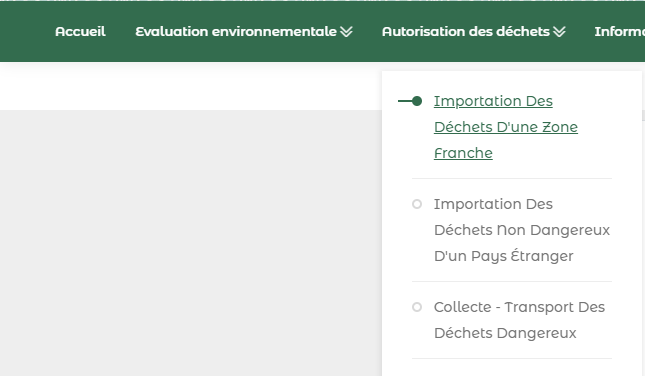 Accueil Evaluation environnementale Autorisation des déchets
Importation Des
Déchets D'une Zone
Franche
Importation Des
Déchets Non Dangereux
D'un Pays Étranger
Collecte - Transport Des
Déchets Dangereux